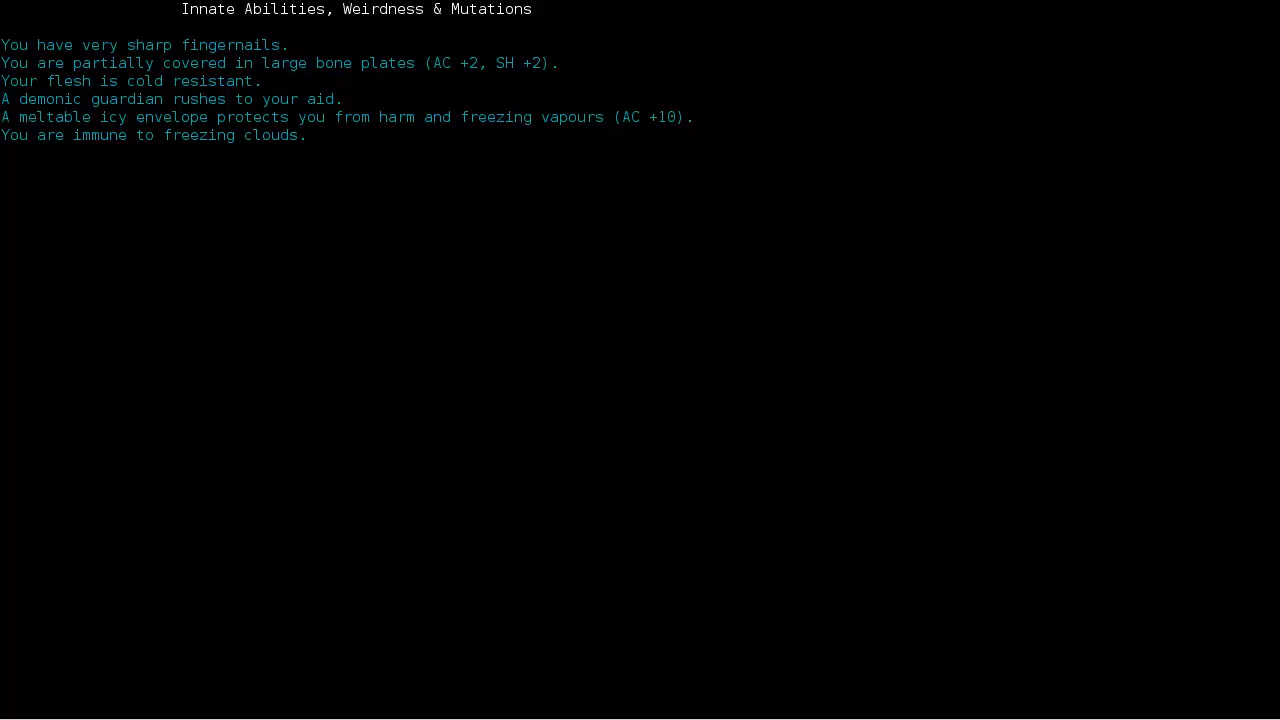 Innate Abilities, Weirdness & Mutations
You have very sharp fingernails.
You are partially covered in large bone plates (AC +2, SH +2).
Your flesh is cold resistant.
A demonic guardian rushes to your aid.
A meltable icy envelope protects you from harm and freezing vapours (AC +10).
You are immune to freezing clouds.